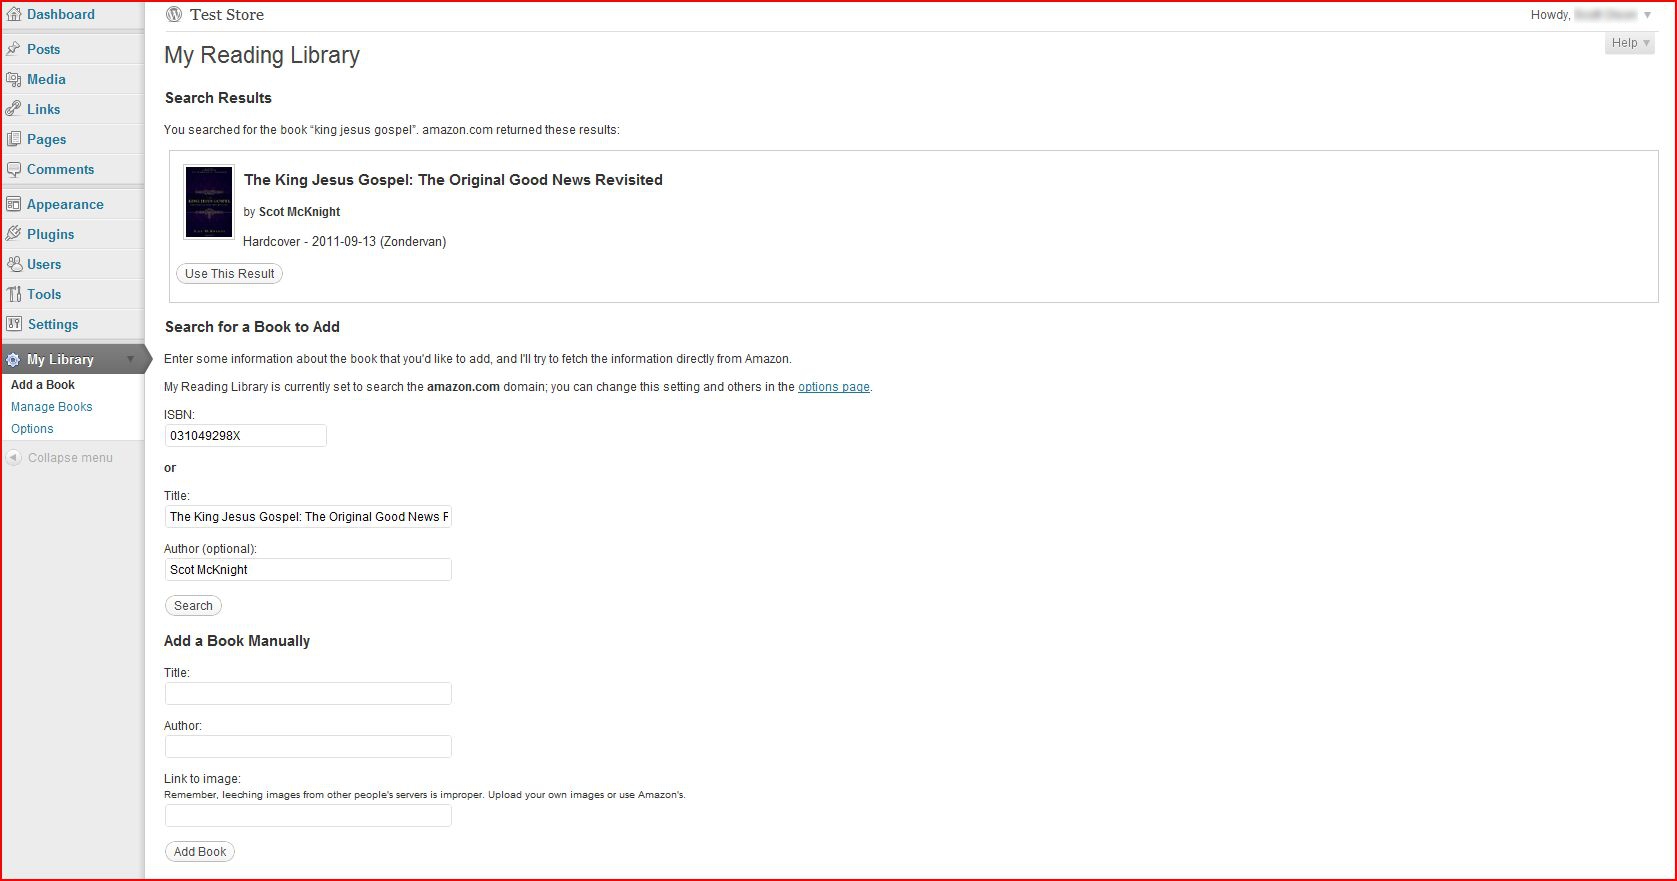 Dashboard
Posts
Media
Links
Pages
Comments
Appearance
Plugins
Users
Tools
Settings
My Library
Add a Book
Manage Books
Options
Collapse menu
Test Store
Howdy,
Help
My Reading Library
Search Results
You searched for the book “king jesus gospel”. amazon.com returned these results:
KING JESUS GOSPEL
The King Jesus Gospel: The Original Good News Revisited
by Scot McKnight
Hardcover - 2011-09-13 (Zondervan)
Use This Result
Search for a Book to Add
Enter some information about the book that you'd like to add, and I'll try to fetch the information directly from Amazon.
My Reading Library is currently set to search the amazon.com domain; you can change this setting and others in the options page.
ISBN:
031049298X
or
Title:
The King Jesus Gospel: The Original Good News F
Author (optional):
Scot McKnight
Search
Add a Book Manually
Title:
Author:
Link to image:
Remember, leeching images from other people's servers is improper. Upload your own images or use Amazon's.
Add Book